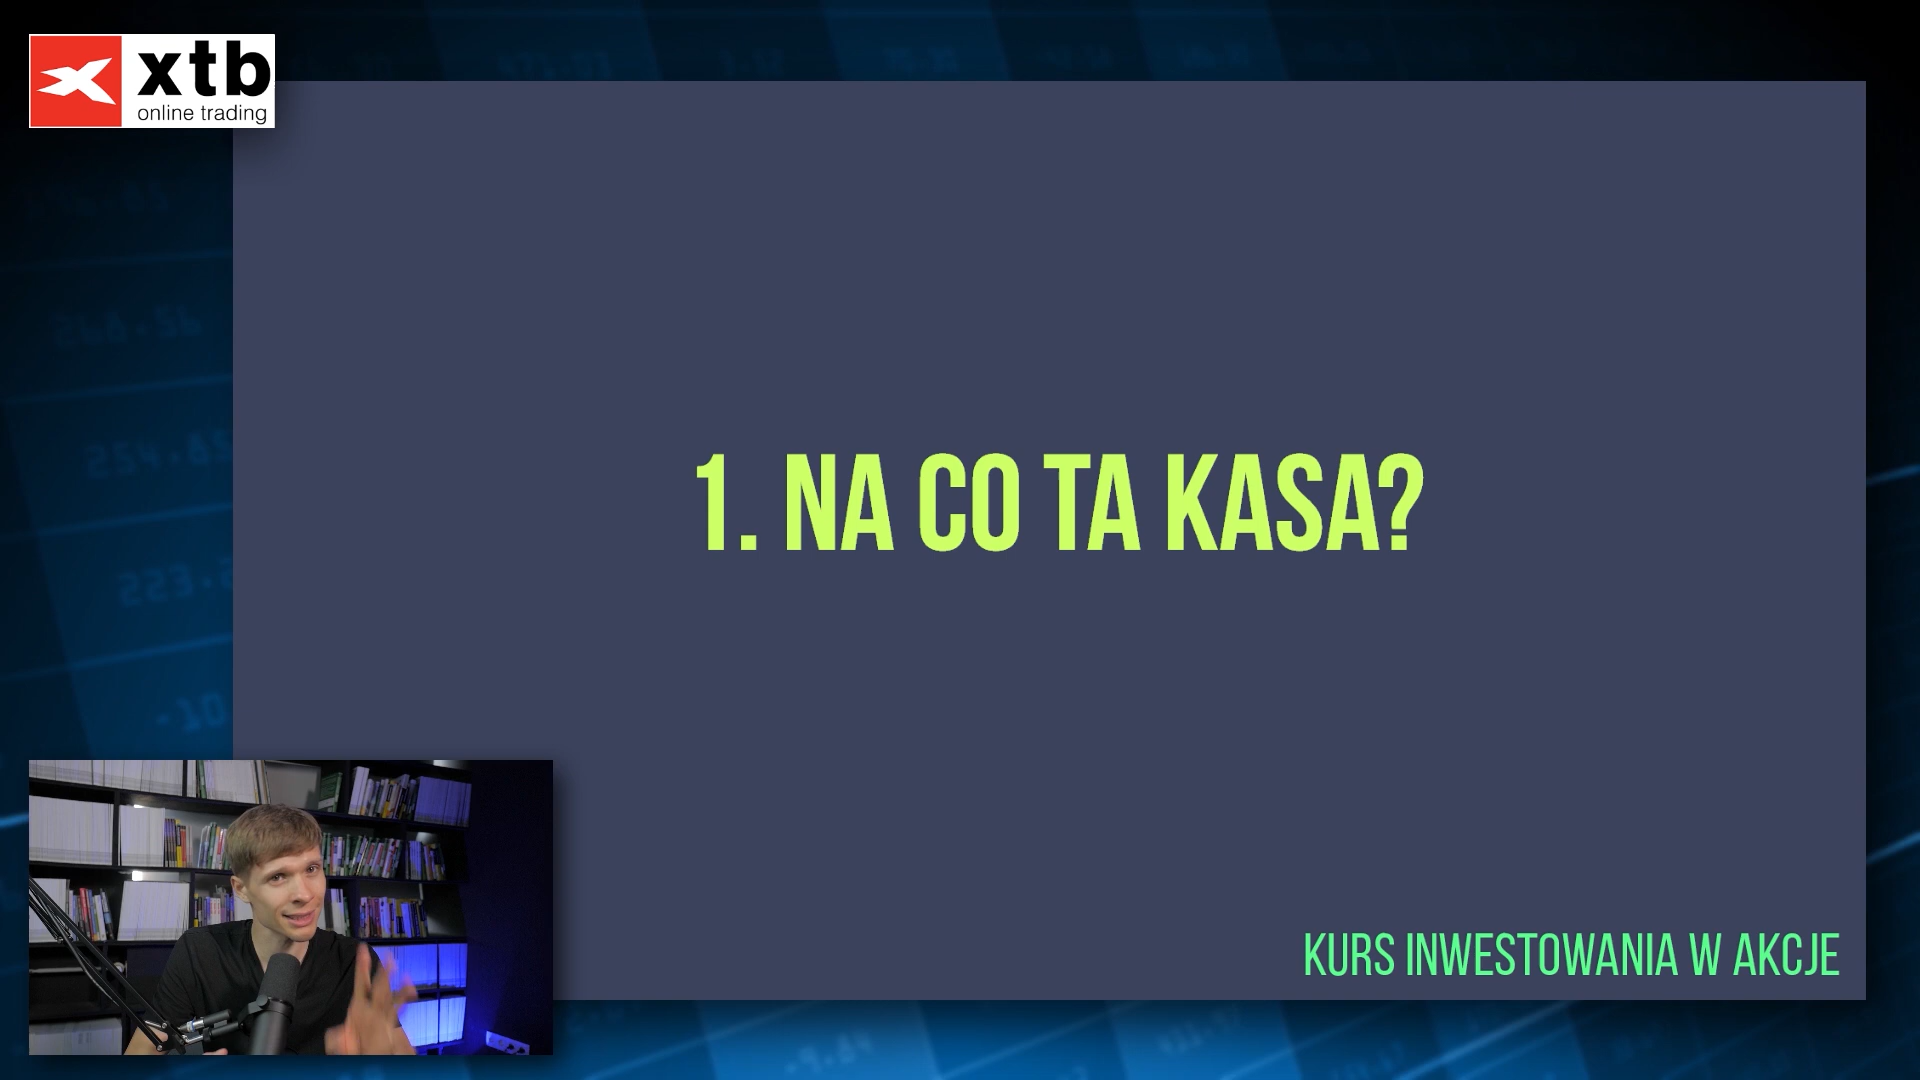 xtb
online trading
1. NA CO TA KASA?
KURS INWESTOWANIA W AKCJE